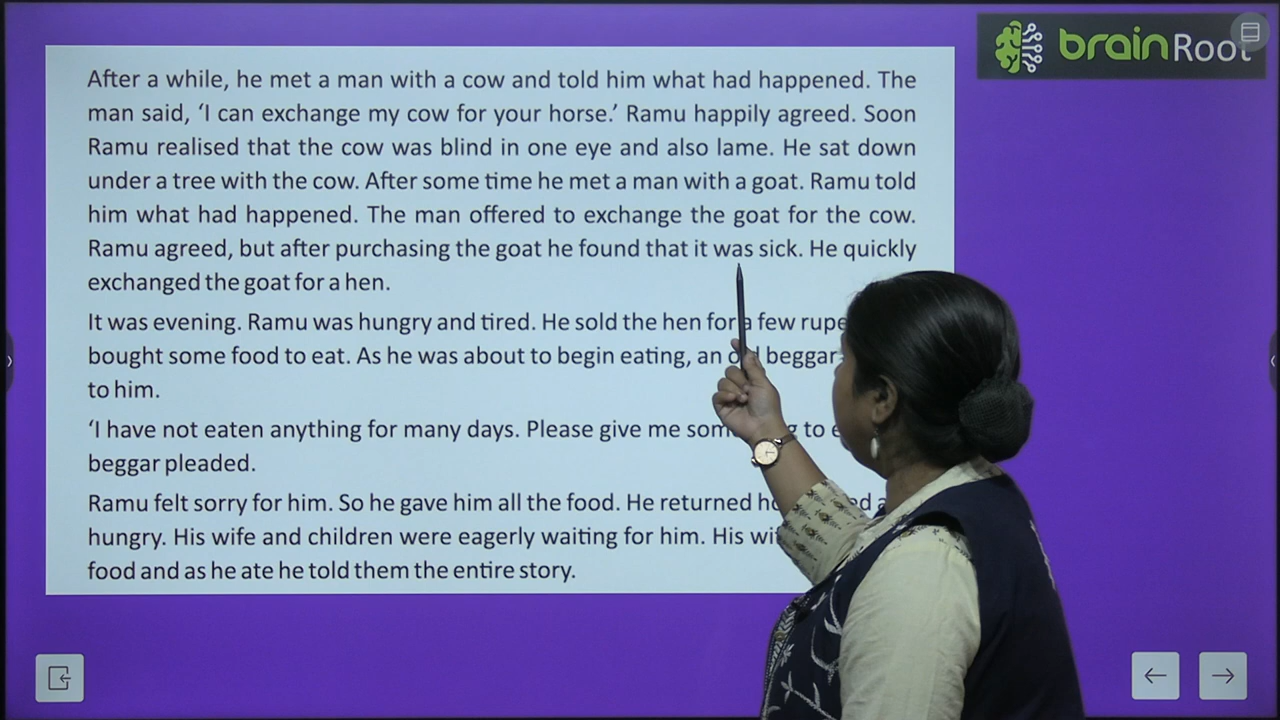 brainRoot
After a while, he met a man with a cow and told him what had happened. The
man said, ‘I can exchange my cow for your horse.’ Ramu happily agreed. Soon
Ramu realised that the cow was blind in one eye and also lame. He sat down
under a tree with the cow. After some time he met a man with a goat. Ramu told
him what had happened. The man offered to exchange the goat for the cow.
Ramu agreed, but after purchasing the goat he found that it was sick. He quickly
exchanged the goat for a hen.
It was evening. Ramu was hungry and tired. He sold the hen for a few
bought some food to eat. As he was about to begin eating, an beggar
to him.
‘I have not eaten anything for many days. Please give me to
beggar pleaded.
Ramu felt sorry for him. So he gave him all the food. He returned
hungry. His wife and children were eagerly waiting for him. His
food and as he ate he told them the entire story.